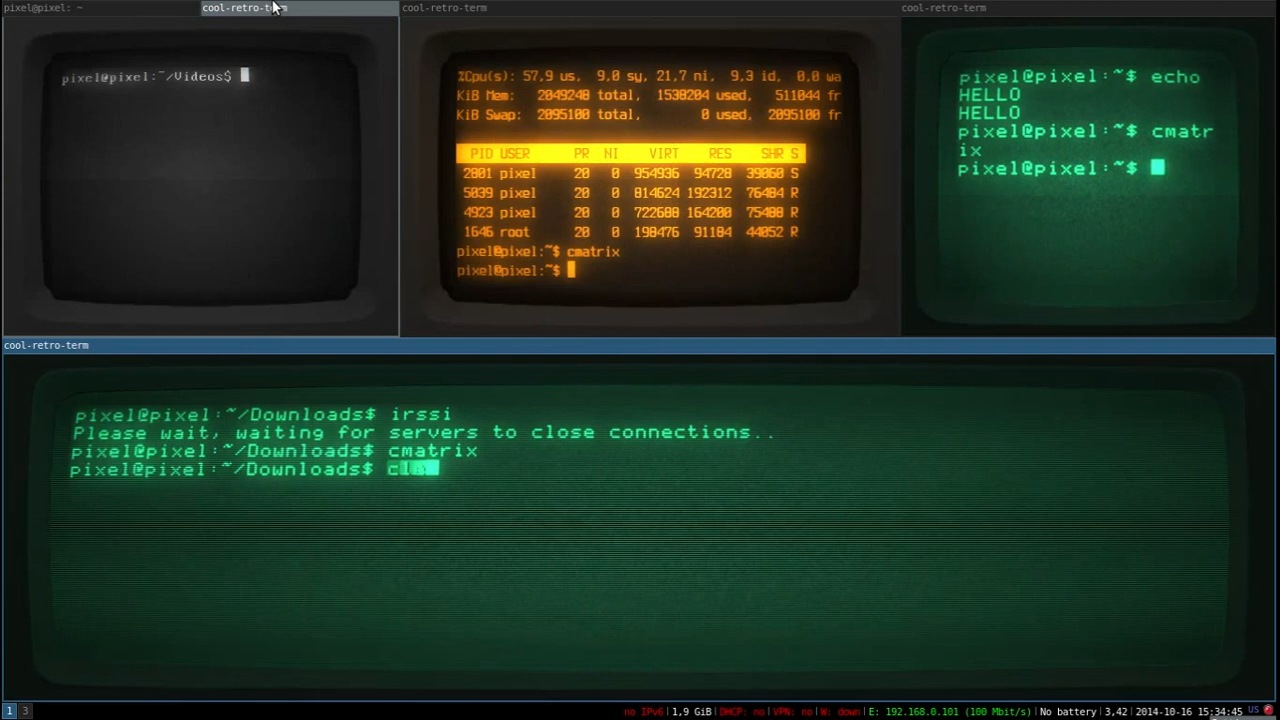 pixel@pixel: ~
cool-retro-term
cool-retro-term
cool-retro-term
pixel@pixel:~/Videos$
%Cpu(s): 57,9 us, 9,0 sy, 21,7 ni, 9,3 id, 0,0 wa
KiB Mem: 2049248 total, 1538204 used, 511044 fr
KiB Swap: 2095100 total, 0 used, 2095100 fr
PID USER PR NI VIRT RES SHR S
2801 pixel 20 0 954936 94728 39060 S
5039 pixel 20 0 814624 192312 76484 R
4923 pixel 20 0 722688 164200 75488 R
1646 root 20 0 198476 91184 44052 R
pixel@pixel:~$ cmatrix
pixel@pixel:~$
pixel@pixel:~$ echo
HELLO
HELLO
pixel@pixel:~$ cmatr
ix
pixel@pixel:~$
cool-retro-term
pixel@pixel:~/Downloads$ irssi
Please wait, waiting for servers to close connections..
pixel@pixel:~/Downloads$ cmatrix
pixel@pixel:~/Downloads$
1 3
no IPv6|1,9 GiB|DHCP: no|VPN: no|W: down|E: 192.168.0.101 (100 Mbit/s)|No battery|3,42|2014-10-16 15:34:45 US